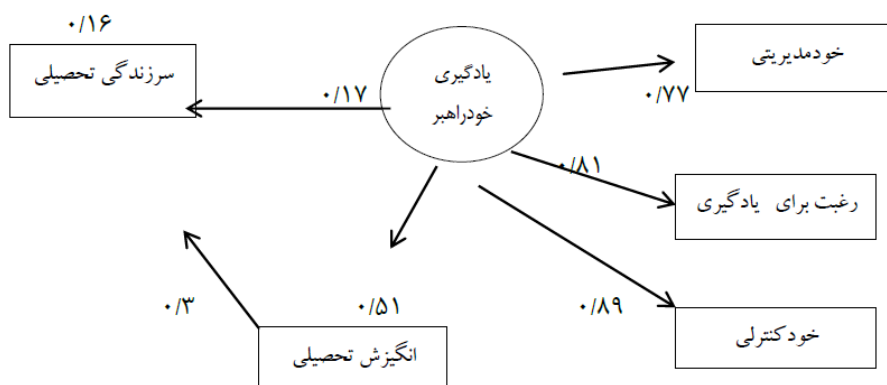 ۰/۱۶
خودمدیریتی
یادگیری
خودراهبر
سرزندگی تحصیلی
۰/۷۷
۰/۱۷
۰/۸۱
رغبت برای یادگیری
۰/۳
۰/۵۱
۰/۸۹
خودکنترلی
انگیزش تحصیلی